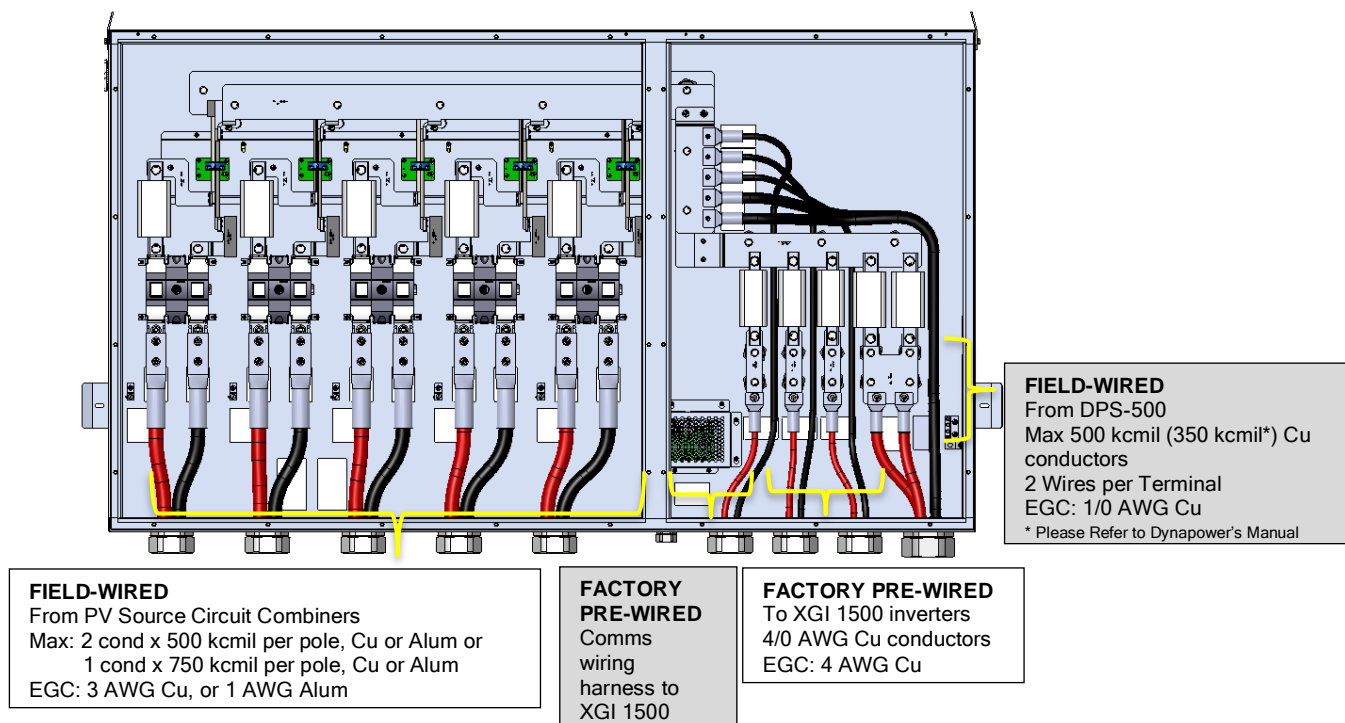 FIELD-WIRED
From DPS-500
Max 500 kcmil (350 kcmil*) Cu
conductors
2 Wires per Terminal
EGC: 1/0 AWG Cu
* Please Refer to Dynapower's Manual
FIELD-WIRED
From PV Source Circuit Combiners
Max: 2 cond x 500 kcmil per pole, Cu or Alum or
1 cond x 750 kcmil per pole, Cu or Alum
EGC: 3 AWG Cu, or 1 AWG Alum
FACTORY
PRE-WIRED
Comms
wiring
harness to
XGI 1500
FACTORY PRE-WIRED
To XGI 1500 inverters
4/0 AWG Cu conductors
EGC: 4 AWG Cu